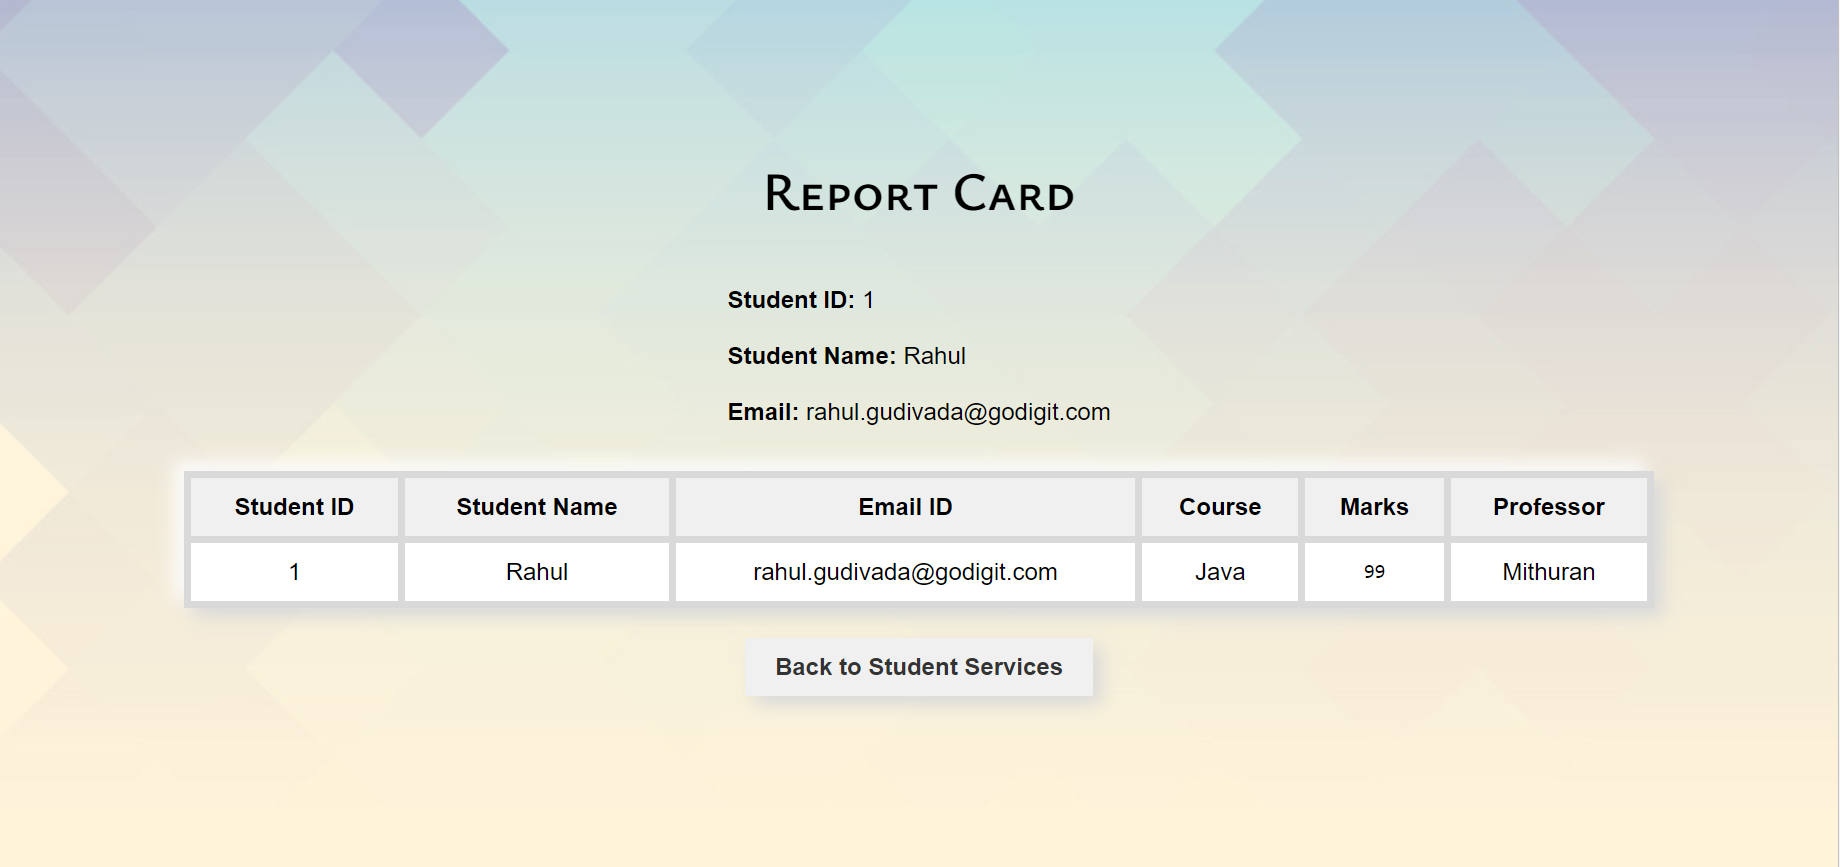 Report Card
Student ID: 1
Student Name: Rahul
Email: rahul.gudivada@godigit.com
Student ID Student Name Email ID Course Marks Professor
1 Rahul rahul.gudivada@godigit.com Java 99 Mithuran
Back to Student Services